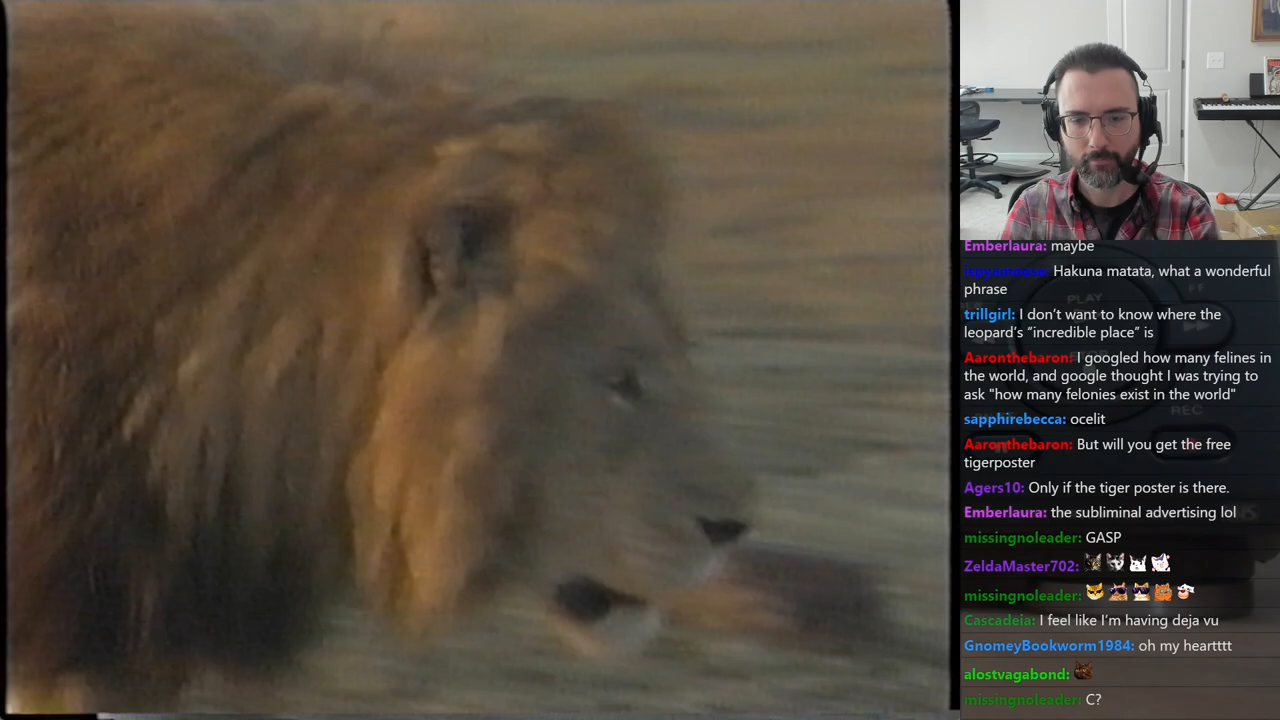 Emberlaura: maybe
Hakuna matata, what a wonderful
phrase
trillgirl: I don't want to know where the
leopard's "incredible place" is
Aaronthebaron: I googled how many felines in
the world, and google thought I was trying to
ask "how many felonies exist in the world"
sapphirebecca: ocelit
Aaronthebaron: But will you get the free
tigerposter
Agers10: Only if the tiger poster is there.
Emberlaura: the subliminal advertising lol
missingnoleader: GASP
ZeldaMaster702:
missingnoleader:
Cascadeia: I feel like I'm having deja vu
GnomeyBookworm1984: oh my heartttt
alostvagabond:
missingnoleader: C?
PLAY
FF
REC